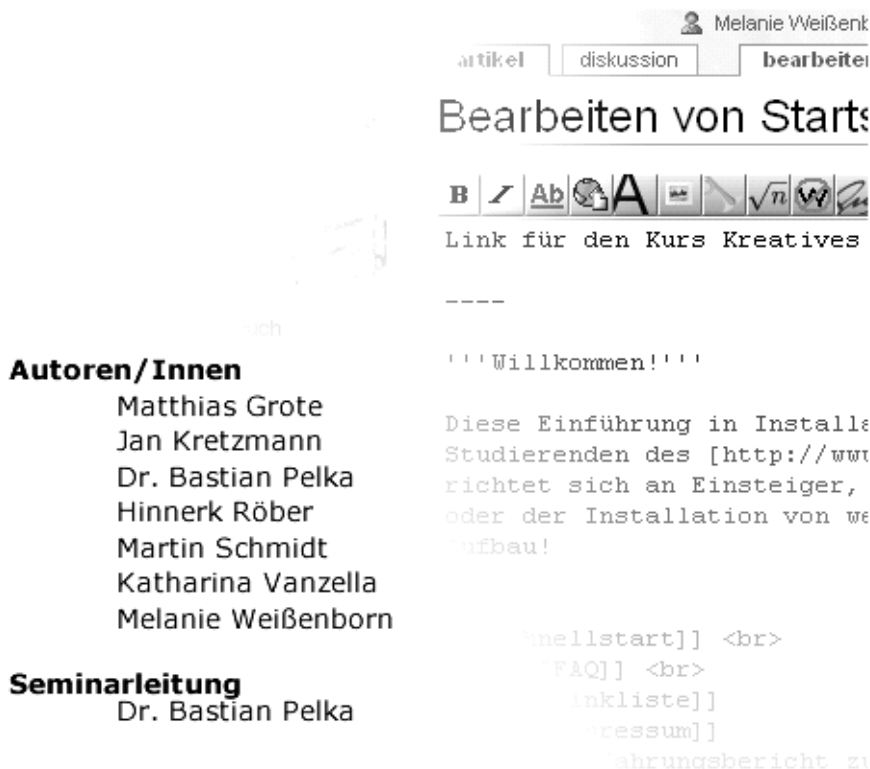 Melanie Weißenb
artikel diskussion bearbeiten
Bearbeiten von Starts
B I Ab A √n W
Link für den Kurs Kreatives
----
'''Willkommen!'''
Diese Einführung in Installa
Studierenden des [http://www
richtet sich an Einsteiger,
oder der Installation von we
Aufbau!
hnellstart]] <br>
FAQ]] <br>
inkliste]]
pressum]]
ahrungsbericht zu
Autoren/Innen
Matthias Grote
Jan Kretzmann
Dr. Bastian Pelka
Hinnerk Röber
Martin Schmidt
Katharina Vanzella
Melanie Weißenborn
Seminarleitung
Dr. Bastian Pelka